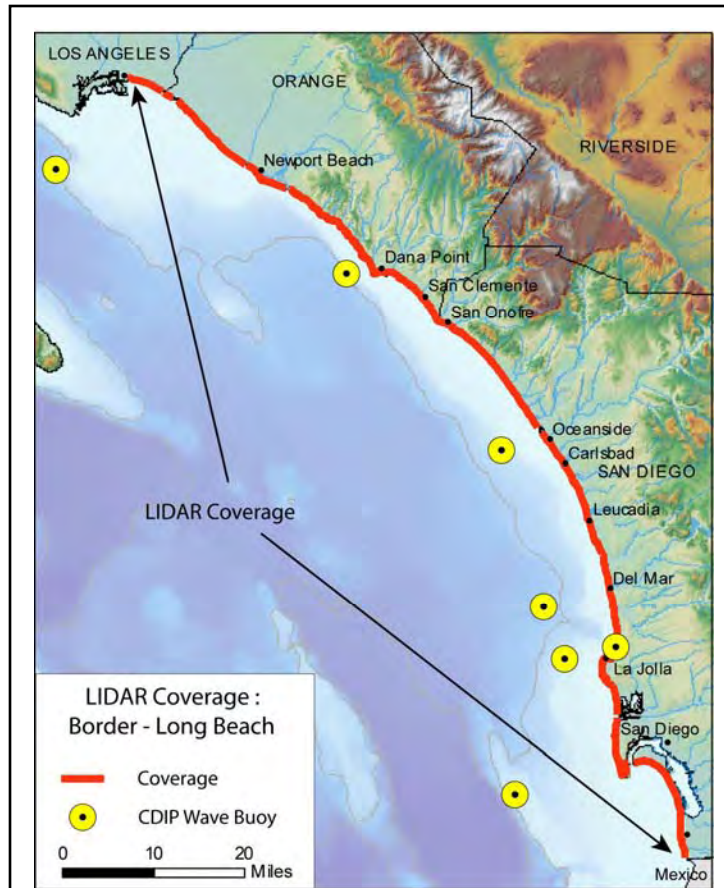 LOS ANGELES
ORANGE
RIVERSIDE
Newport Beach
Dana Point
San Clemente
San Onofre
Oceanside
Carlsbad
SAN DIEGO
LIDAR Coverage
Leucadia
Del Mar
La Jolla
San Diego
Mexico
LIDAR Coverage :
Border - Long Beach
Coverage
CDIP Wave Buoy
0 10 20
Miles